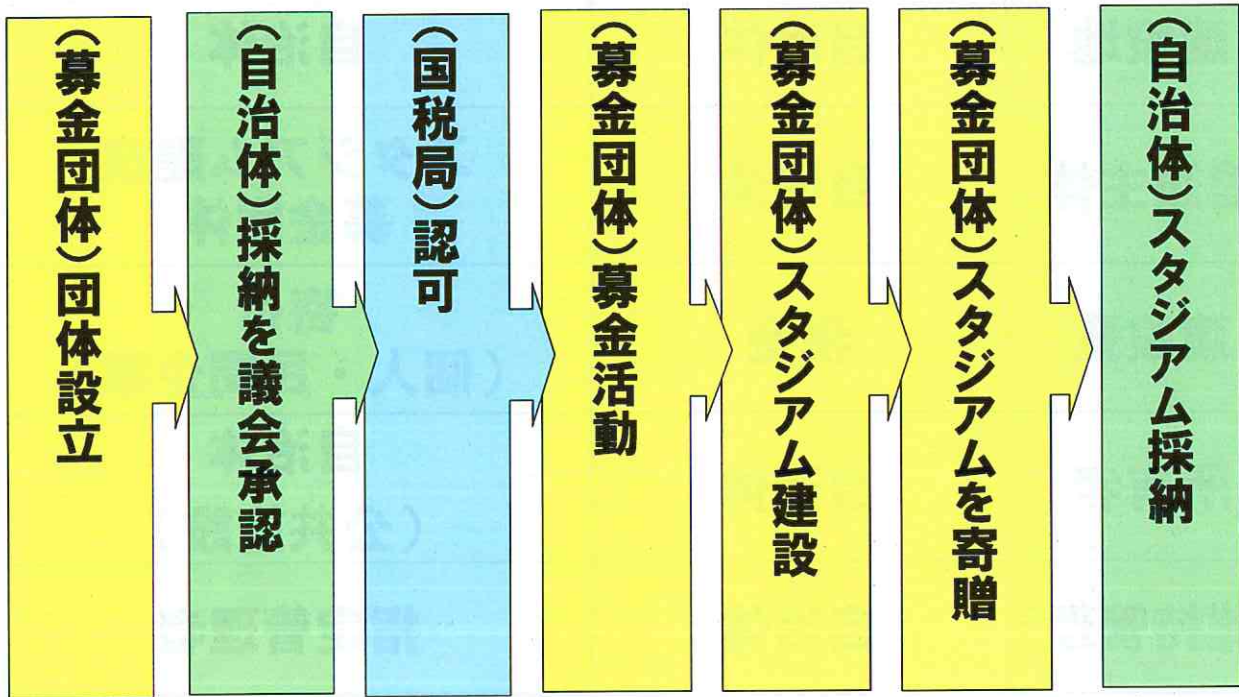 (募金団体)団体設立
(自治体)採納を議会承認
(国税局)認可
(募金団体)募金活動
(募金団体)スタジアム建設
(募金団体)スタジアムを寄贈
(自治体)スタジアム採納